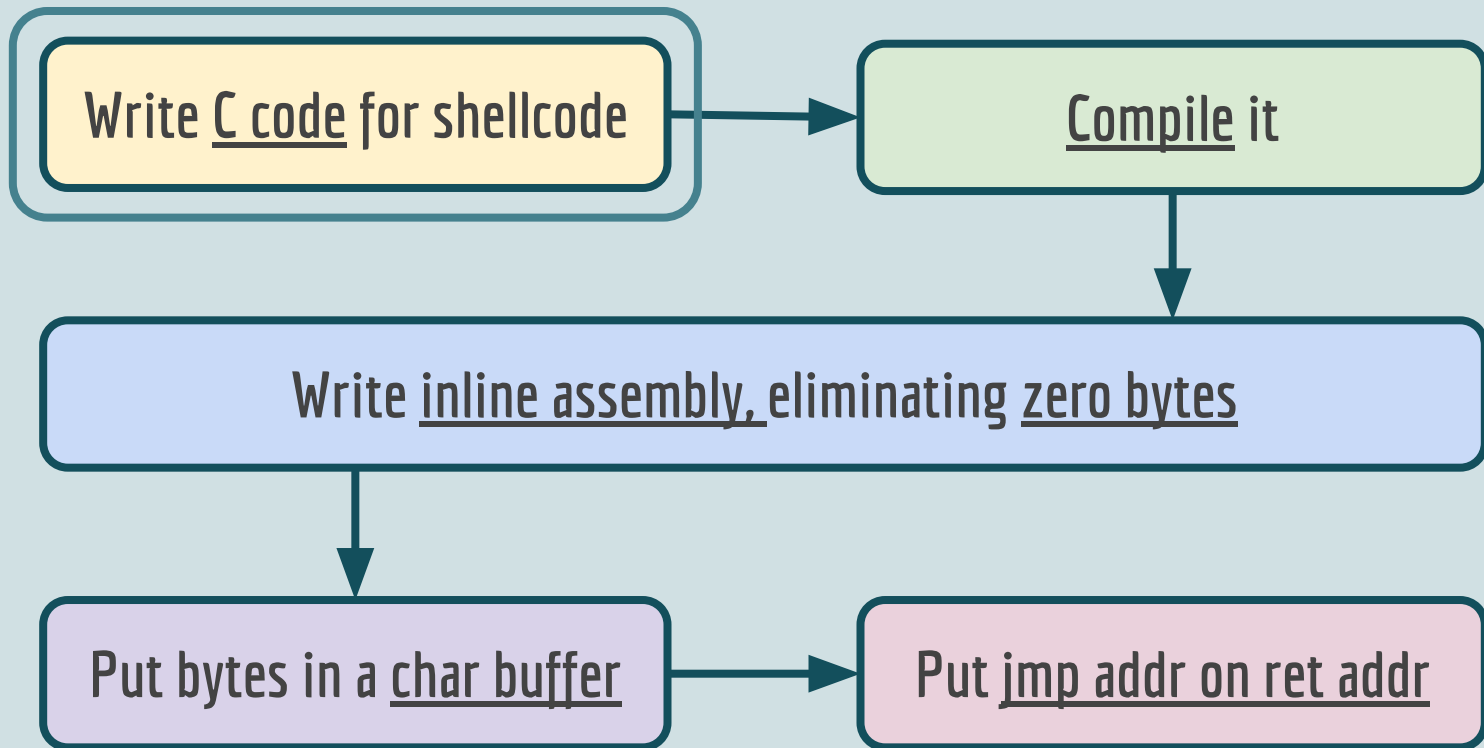 Write C code for shellcode
Compile it
Write inline assembly, eliminating zero bytes
Put bytes in a char buffer
Put jmp addr on ret addr